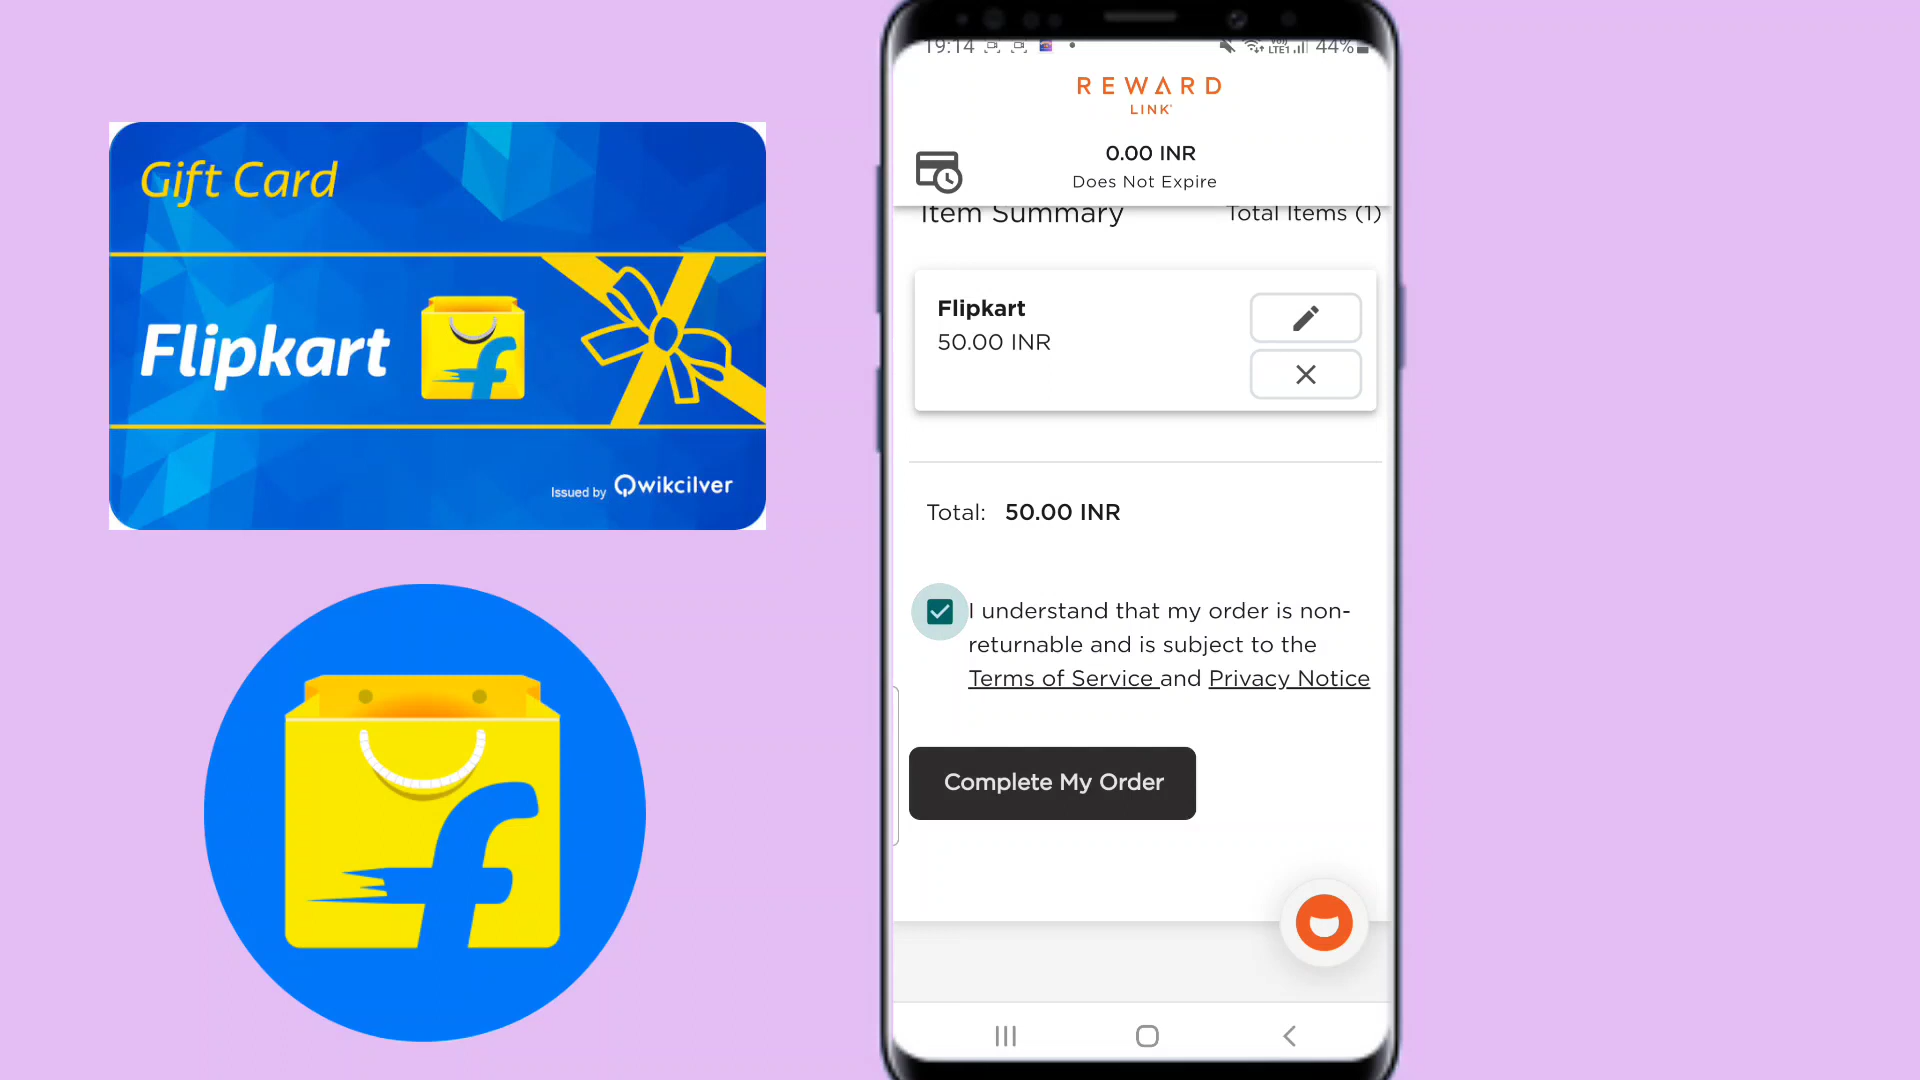 Gift Card
Flipkart
Issued by Qwikcilver
19:14
LTE1 44%
REWARD
LINK
0.00 INR
Does Not Expire
Item Summary Total Items (1)
Flipkart
50.00 INR
Total: 50.00 INR
I understand that my order is non-
returnable and is subject to the
Terms of Service and Privacy Notice
Complete My Order